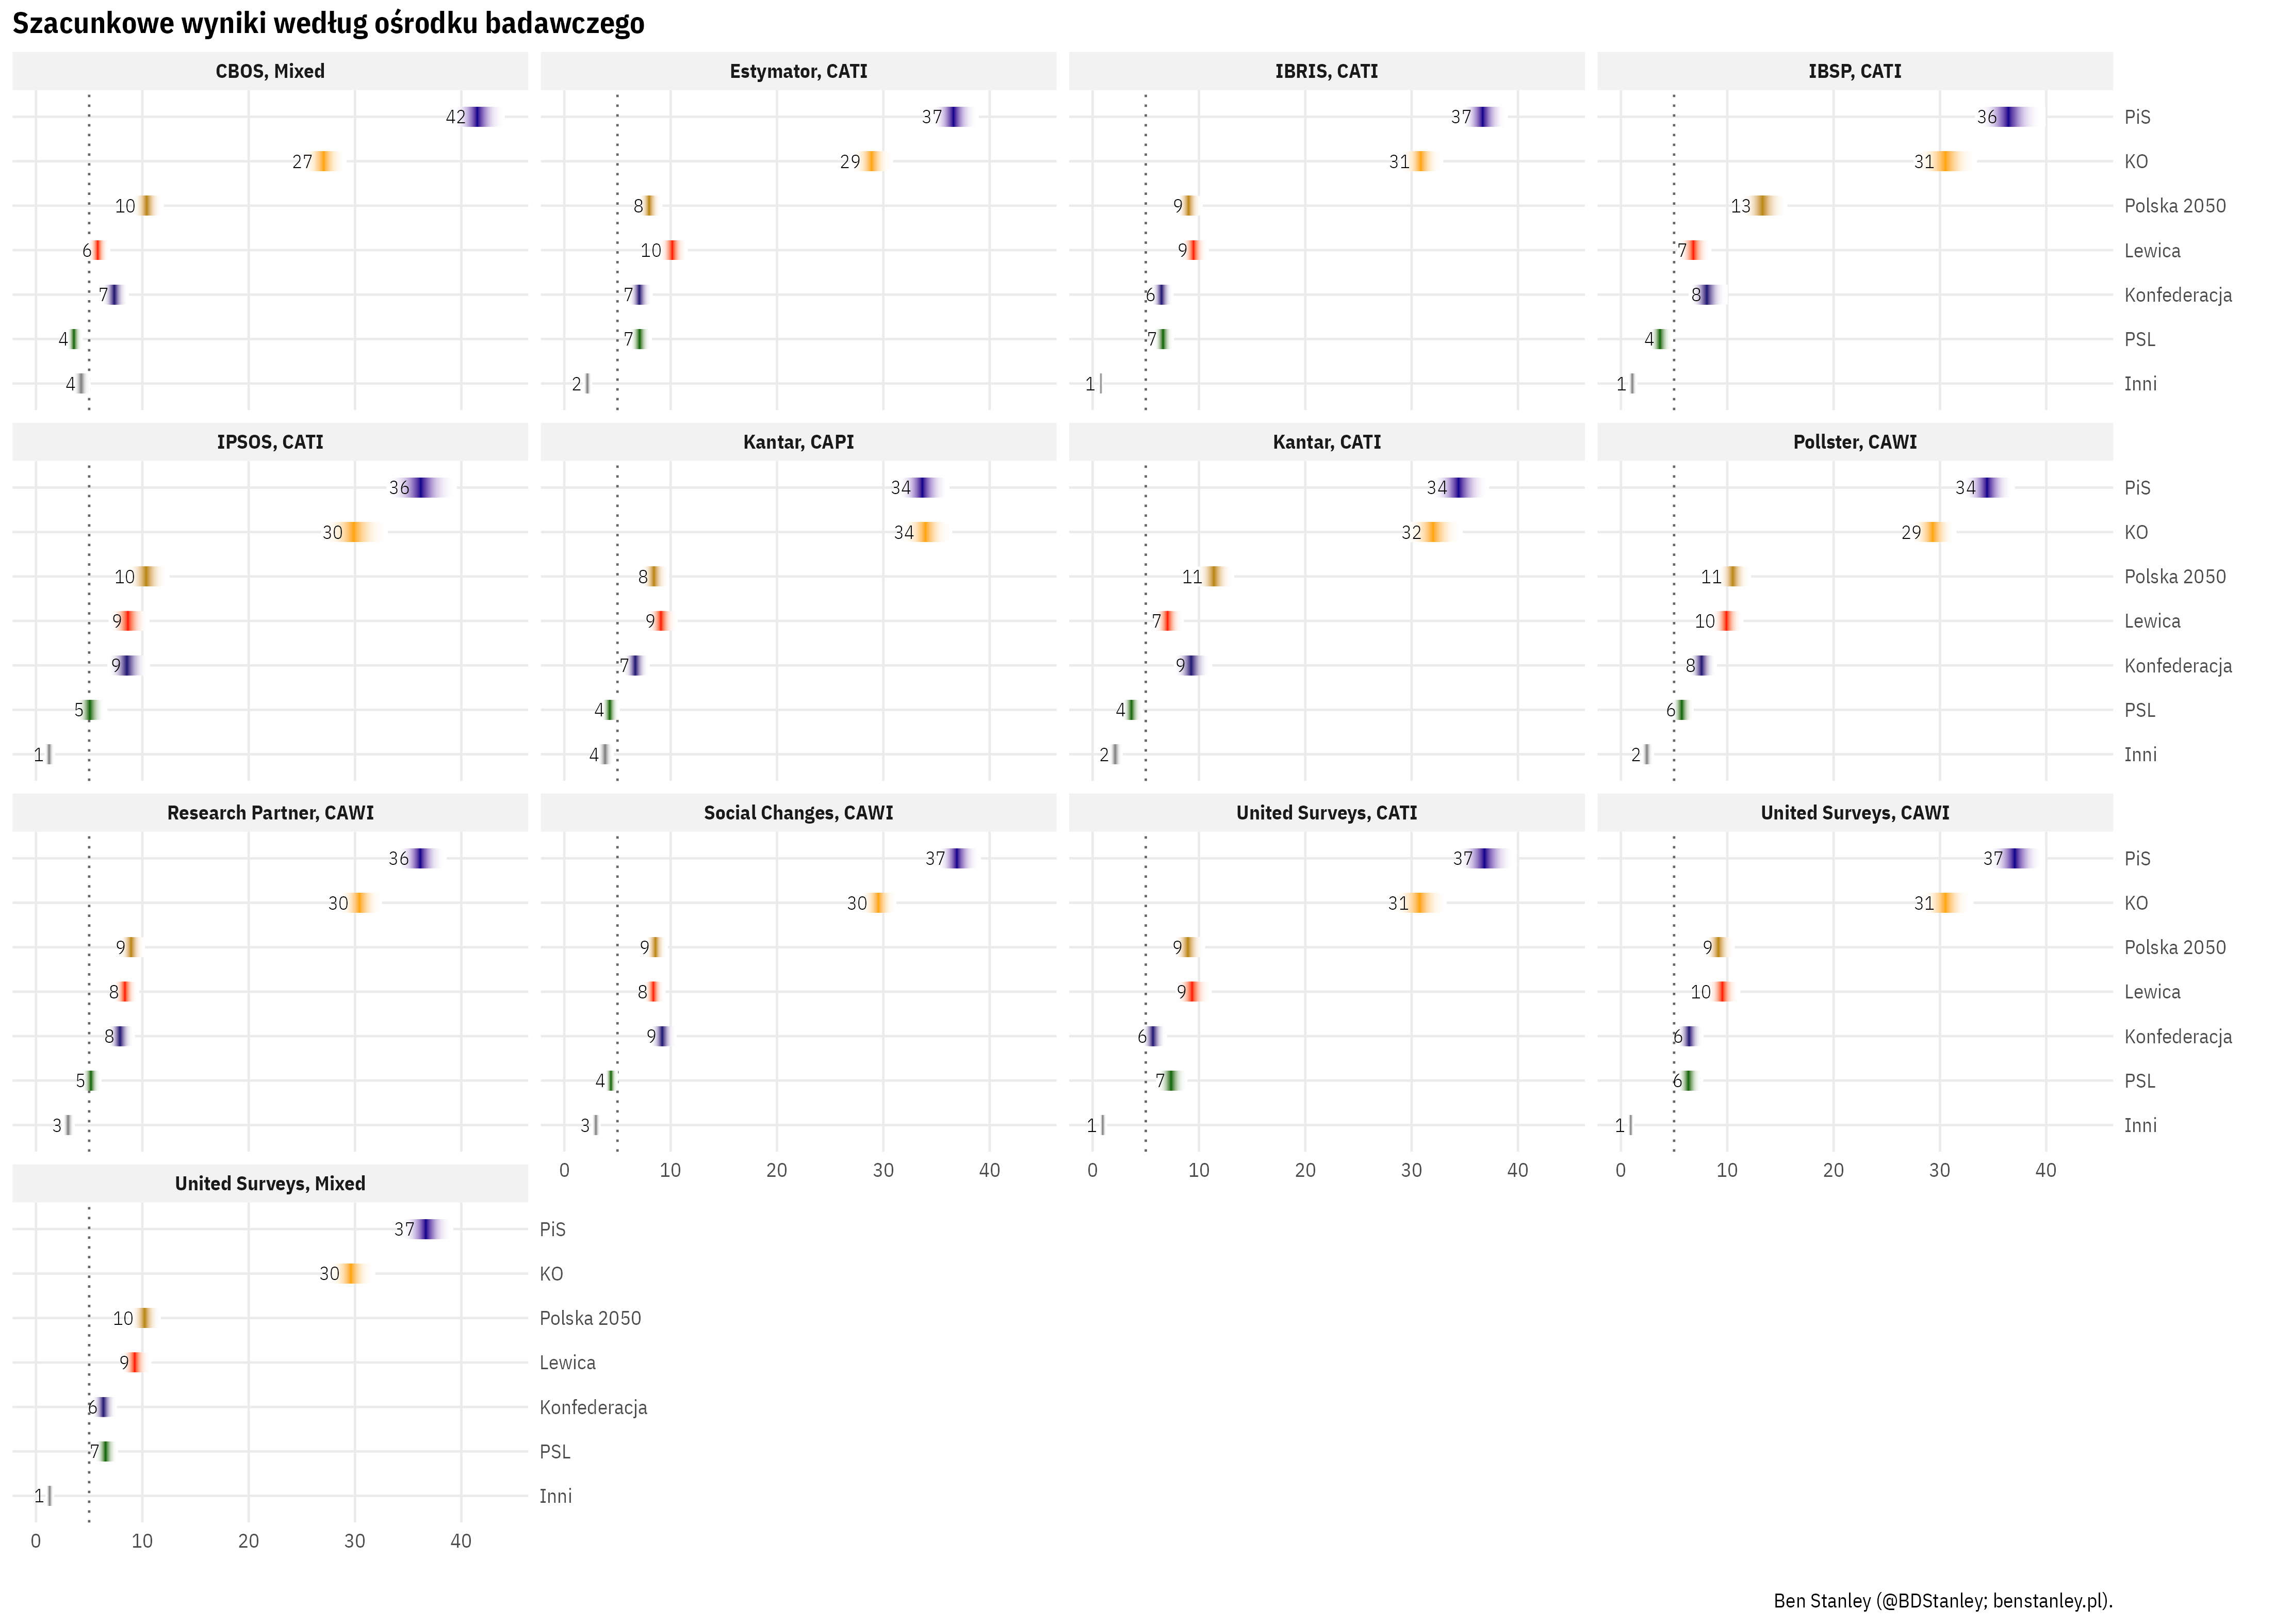 Szacunkowe wyniki według ośrodku badawczego
CBOS, Mixed Estymator, CATI IBRIS, CATI IBSP, CATI
42 37 37 36 PiS
27 29 31 31 KO
10 8 9 13 Polska 2050
6 10 9 7 Lewica
7 7 6 8 Konfederacja
4 7 7 4 PSL
4 2 1 1 Inni
IPSOS, CATI Kantar, CAPI Kantar, CATI Pollster, CAWI
36 34 34 34 PiS
30 34 32 29 KO
10 8 11 11 Polska 2050
9 9 7 10 Lewica
9 7 9 8 Konfederacja
5 4 4 6 PSL
1 4 2 2 Inni
Research Partner, CAWI Social Changes, CAWI United Surveys, CATI United Surveys, CAWI
36 37 37 37 PiS
30 30 31 31 KO
9 9 9 9 Polska 2050
8 8 9 10 Lewica
8 9 6 6 Konfederacja
5 4 7 6 PSL
3 3 1 1 Inni
0 10 20 30 40 0 10 20 30 40 0 10 20 30 40
United Surveys, Mixed
37 PiS
30 KO
10 Polska 2050
9 Lewica
6 Konfederacja
7 PSL
1 Inni
0 10 20 30 40
Ben Stanley (@BDStanley; benstanley.pl).